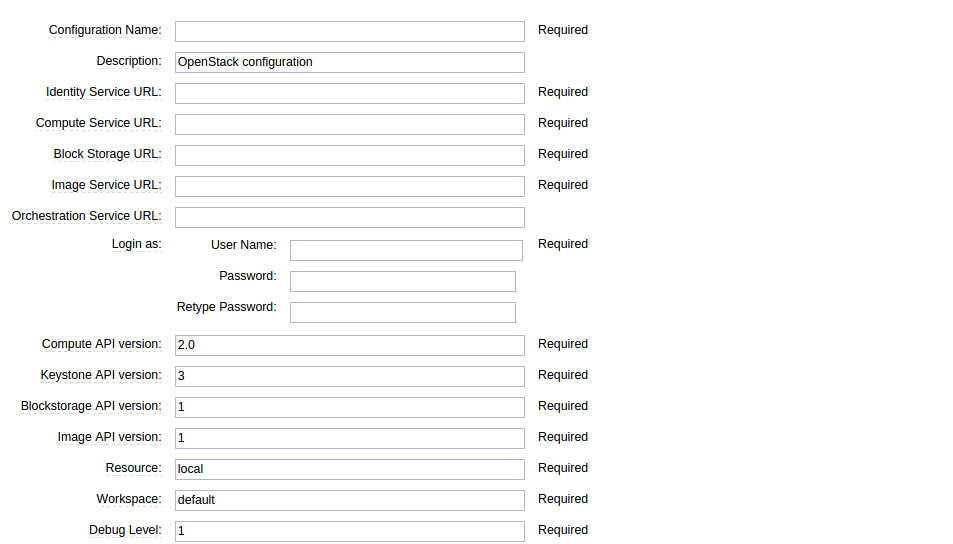 Configuration Name: Required
Description: OpenStack configuration
Identity Service URL: Required
Compute Service URL: Required
Block Storage URL: Required
Image Service URL: Required
Orchestration Service URL:
Login as: User Name: Required
Password:
Retype Password:
Compute API version: 2.0 Required
Keystone API version: 3 Required
Blockstorage API version: 1 Required
Image API version: 1 Required
Resource: local Required
Workspace: default Required
Debug Level: 1 Required